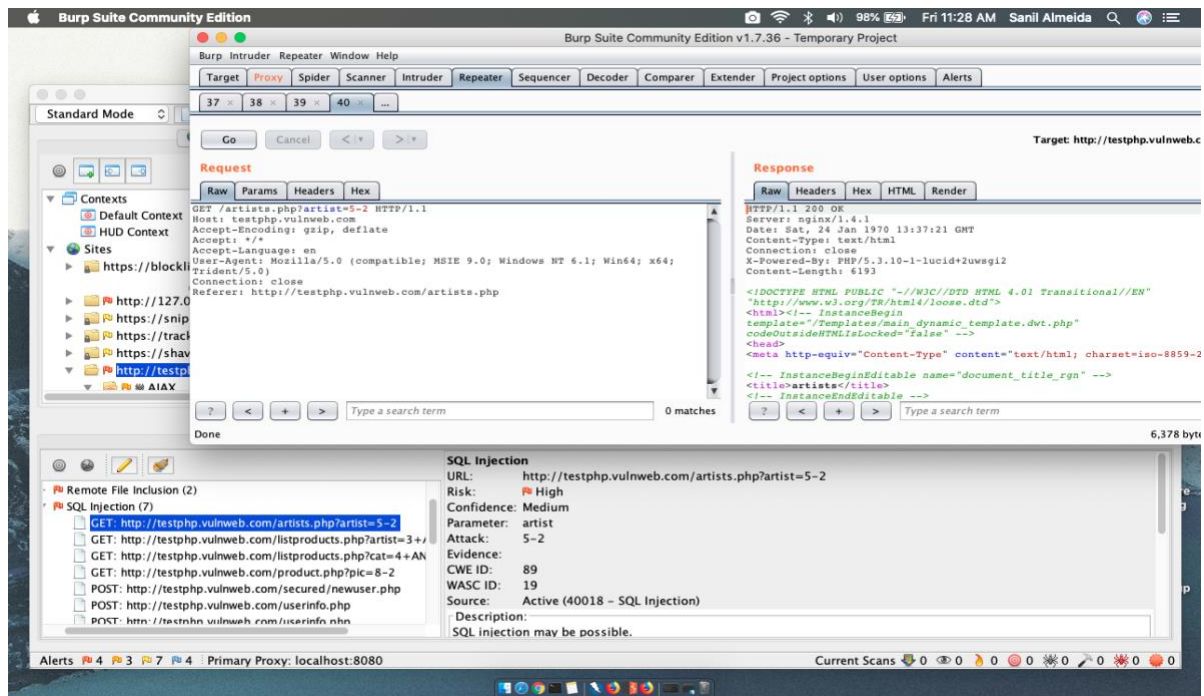 Burp Suite Community Edition
98%
Fri 11:28 AM Sanil Almeida
Burp Suite Community Edition v1.7.36 - Temporary Project
Burp Intruder Repeater Window Help
Target Proxy Spider Scanner Intruder Repeater Sequencer Decoder Comparer Extender Project options User options Alerts
37 × 38 × 39 × 40 × ...
Go Cancel < > Target: http://testphp.vulnweb.c
Request
Raw Params Headers Hex
GET /artists.php?artist=5-2 HTTP/1.1
Host: testphp.vulnweb.com
Accept-Encoding: gzip, deflate
Accept: */*
Accept-Language: en
User-Agent: Mozilla/5.0 (compatible; MSIE 9.0; Windows NT 6.1; Win64; x64;
Trident/5.0)
Connection: close
Referer: http://testphp.vulnweb.com/artists.php
? < + > Type a search term 0 matches
Done
Response
Raw Headers Hex HTML Render
HTTP/1.1 200 OK
Server: nginx/1.4.1
Date: Sat, 24 Jan 1970 13:37:21 GMT
Content-Type: text/html
Connection: close
X-Powered-By: PHP/5.3.10-1~lucid+2uwsgi2
Content-Length: 6193
<!DOCTYPE HTML PUBLIC "-//W3C//DTD HTML 4.01 Transitional//EN"
"http://www.w3.org/TR/html4/loose.dtd">
<html><!-- InstanceBegin
template="/Templates/main_dynamic_template.dwt.php"
codeOutsideHTMLIsLocked="false" -->
<head>
<meta http-equiv="Content-Type" content="text/html; charset=iso-8859-2
<!-- InstanceBeginEditable name="document_title_rgn" -->
<title>artists</title>
<!-- InstanceEndEditable -->
? < + > Type a search term
6,378 byte
Standard Mode
Contexts
Default Context
HUD Context
Sites
https://blockli
http://127.0
https://snip
https://track
https://shav
http://testpl
AJAX
Remote File Inclusion (2)
SQL Injection (7)
GET: http://testphp.vulnweb.com/artists.php?artist=5-2
GET: http://testphp.vulnweb.com/listproducts.php?artist=3+
GET: http://testphp.vulnweb.com/listproducts.php?cat=4+AN
GET: http://testphp.vulnweb.com/product.php?pic=8-2
POST: http://testphp.vulnweb.com/secured/newuser.php
POST: http://testphp.vulnweb.com/userinfo.php
POST: http://testphp.vulnweb.com/userinfo.php
SQL Injection
URL: http://testphp.vulnweb.com/artists.php?artist=5-2
Risk: High
Confidence: Medium
Parameter: artist
Attack: 5-2
Evidence:
CWE ID: 89
WASC ID: 19
Source: Active (40018 - SQL Injection)
Description:
SQL injection may be possible.
Alerts 4 3 7 4 Primary Proxy: localhost:8080 Current Scans 0 0 0 0 0 0 0 0